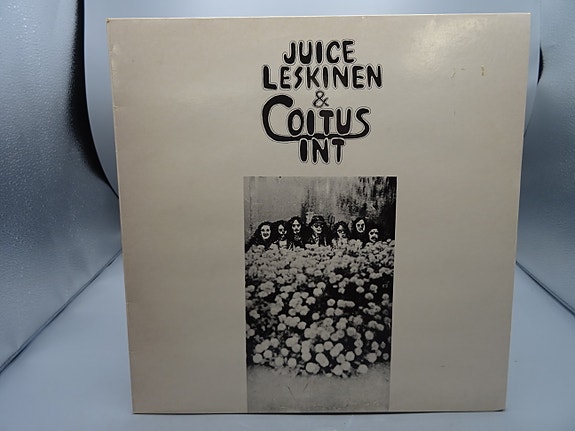 JUICE
LESKINEN
&
COITUS
INT